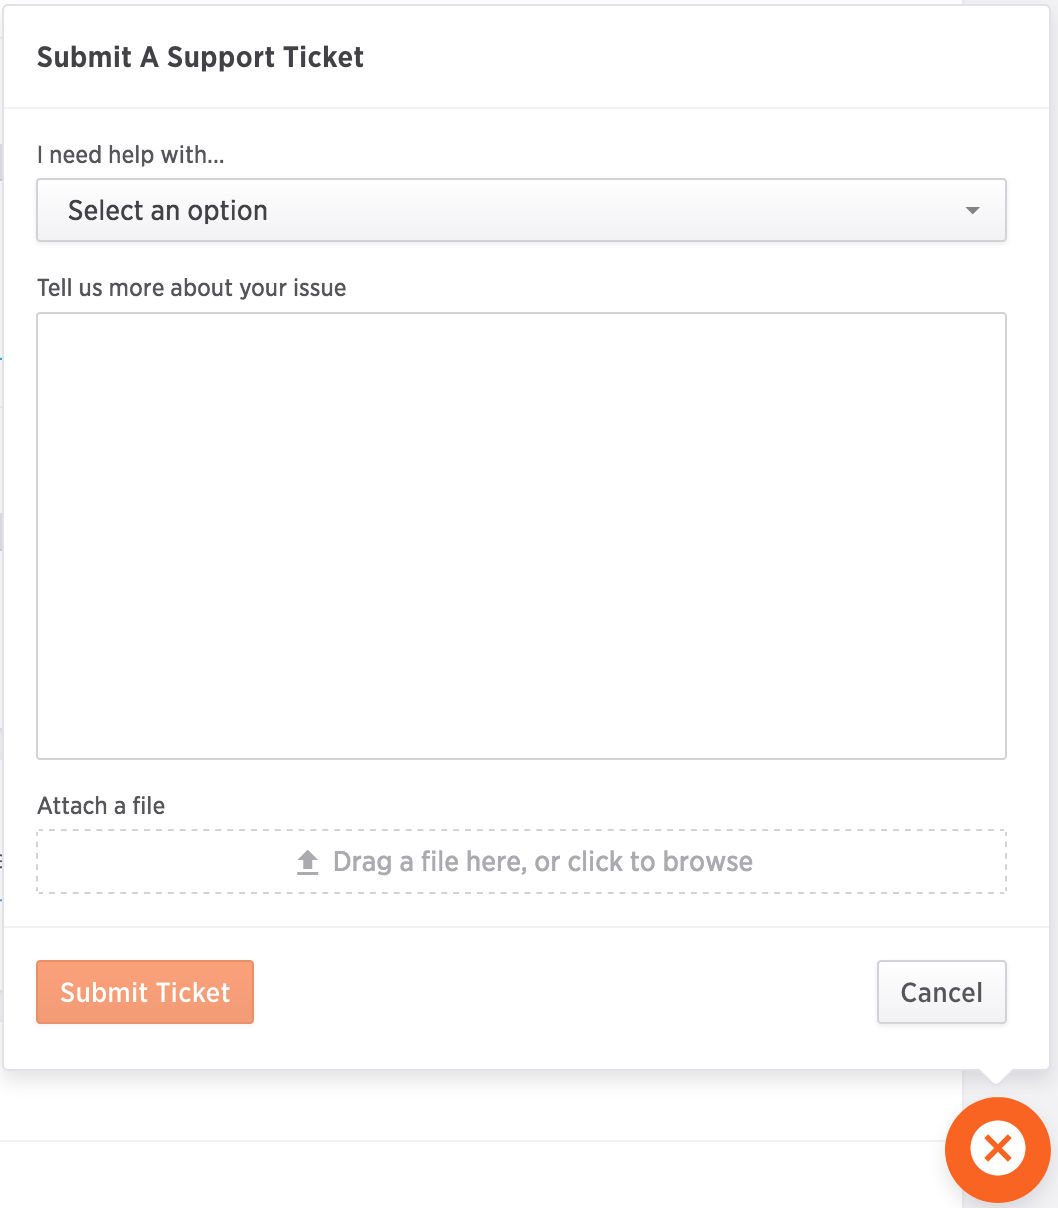 Submit A Support Ticket
I need help with...
Select an option
Tell us more about your issue
Attach a file
Drag a file here, or click to browse
Submit Ticket
Cancel